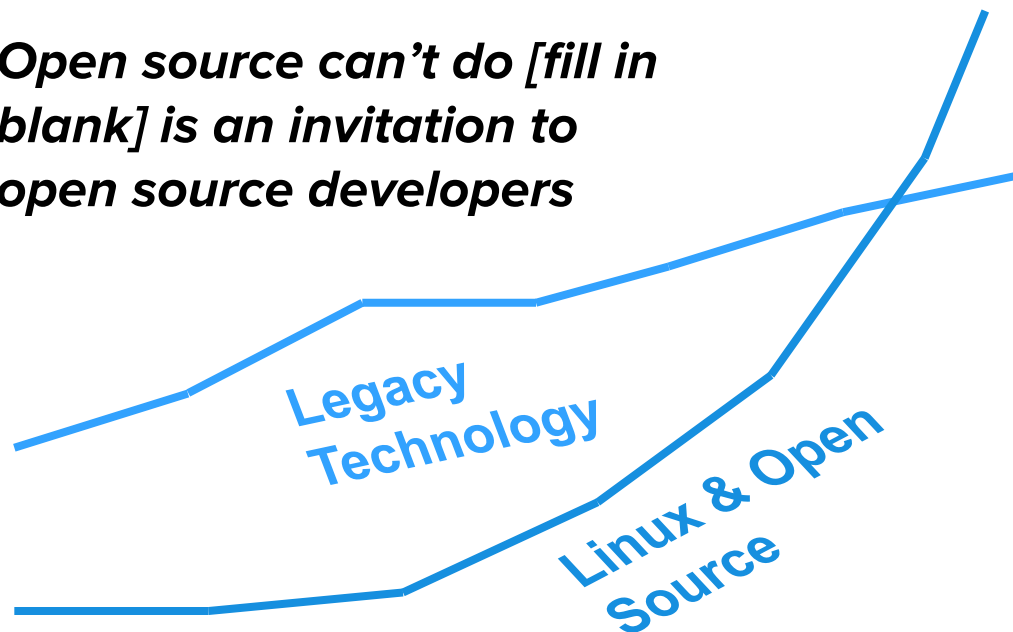 Open source can’t do [fill in
blank] is an invitation to
open source developers
Legacy
Technology
Linux & Open
Source